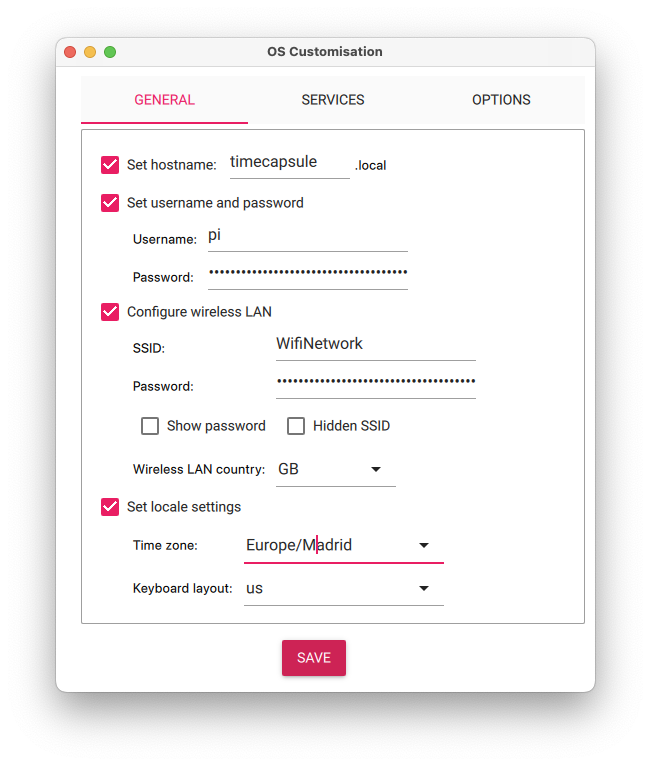 OS Customisation
GENERAL SERVICES OPTIONS
Set hostname: timecapsule .local
Set username and password
Username: pi
Password: •••••••••••••••••••••••••••••••••••••
Configure wireless LAN
SSID: WifiNetwork
Password: •••••••••••••••••••••••••••••••••••••
Show password Hidden SSID
Wireless LAN country: GB
Set locale settings
Time zone: Europe/Madrid
Keyboard layout: us
SAVE